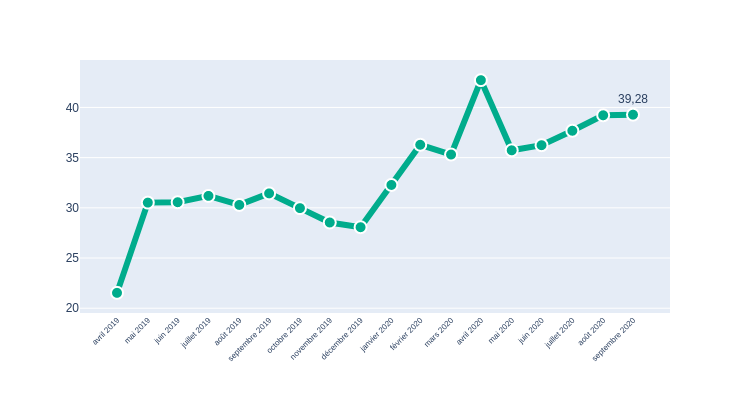 39,28
40
35
30
25
20
avril 2019
mai 2019
juin 2019
juillet 2019
août 2019
septembre 2019
octobre 2019
novembre 2019
décembre 2019
janvier 2020
février 2020
mars 2020
avril 2020
mai 2020
juin 2020
juillet 2020
août 2020
septembre 2020